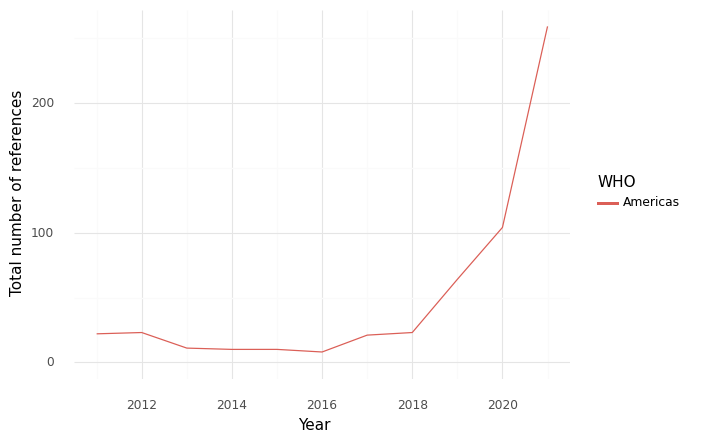 Total number of references
200
100
0
2012 2014 2016 2018 2020
Year
WHO
Americas